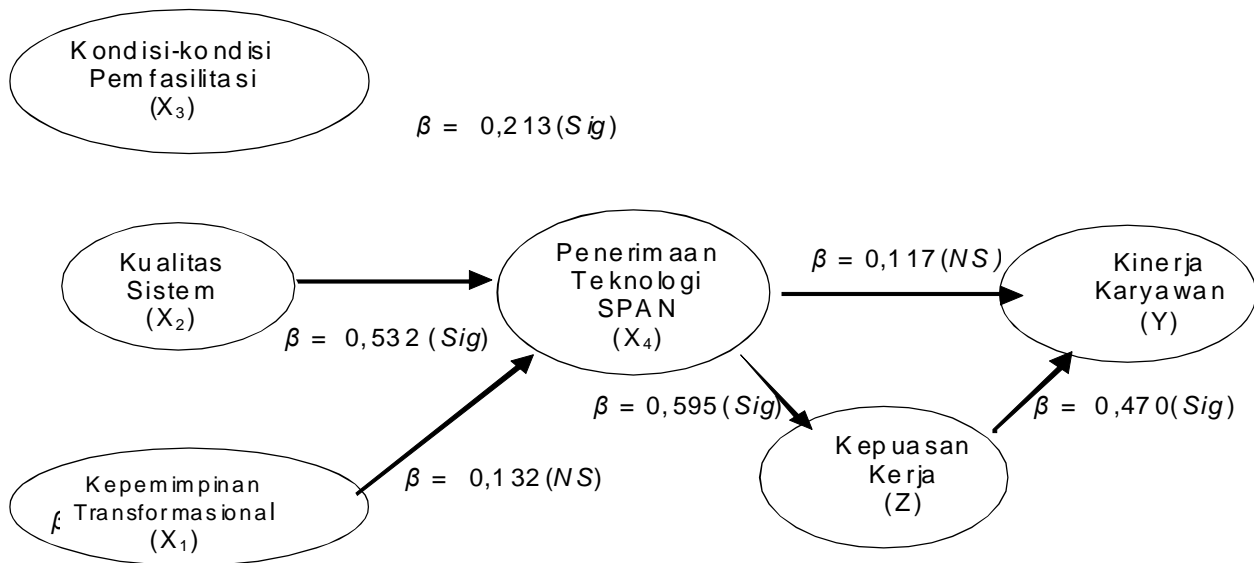 Kondisi-kondisi
Pemfasilitasi
(X₃)
β = 0,213(Sig)
Kualitas
Sistem
(X₂)
β = 0,532 (Sig)
Penerimaan
Teknologi
SPAN
(X₄)
β = 0,117(NS)
Kinerja
Karyawan
(Y)
β = 0,595(Sig)
β = 0,470(Sig)
Kepuasan
Kerja
(Z)
Kepemimpinan
β Transformasional
(X₁)
β = 0,132(NS)